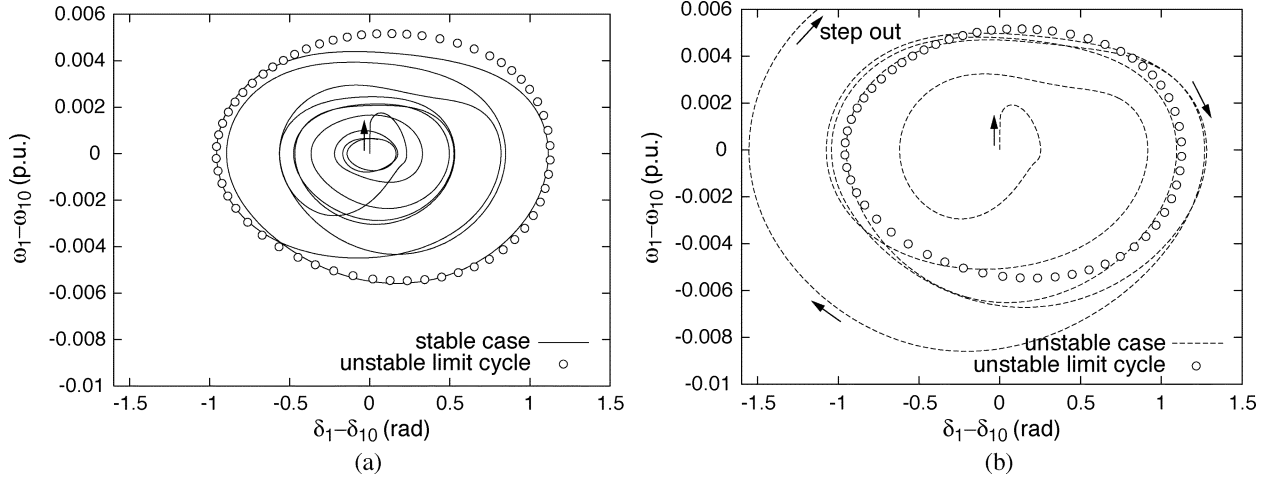 0.006
0.004
0.002
0
-0.002
-0.004
-0.006
-0.008
-0.01
ω1–ω10 (p.u.)
-1.5 -1 -0.5 0 0.5 1 1.5
δ1–δ10 (rad)
stable case
unstable limit cycle
(a)
0.006
0.004
0.002
0
-0.002
-0.004
-0.006
-0.008
-0.01
ω1–ω10 (p.u.)
-1.5 -1 -0.5 0 0.5 1 1.5
δ1–δ10 (rad)
step out
unstable case
unstable limit cycle
(b)